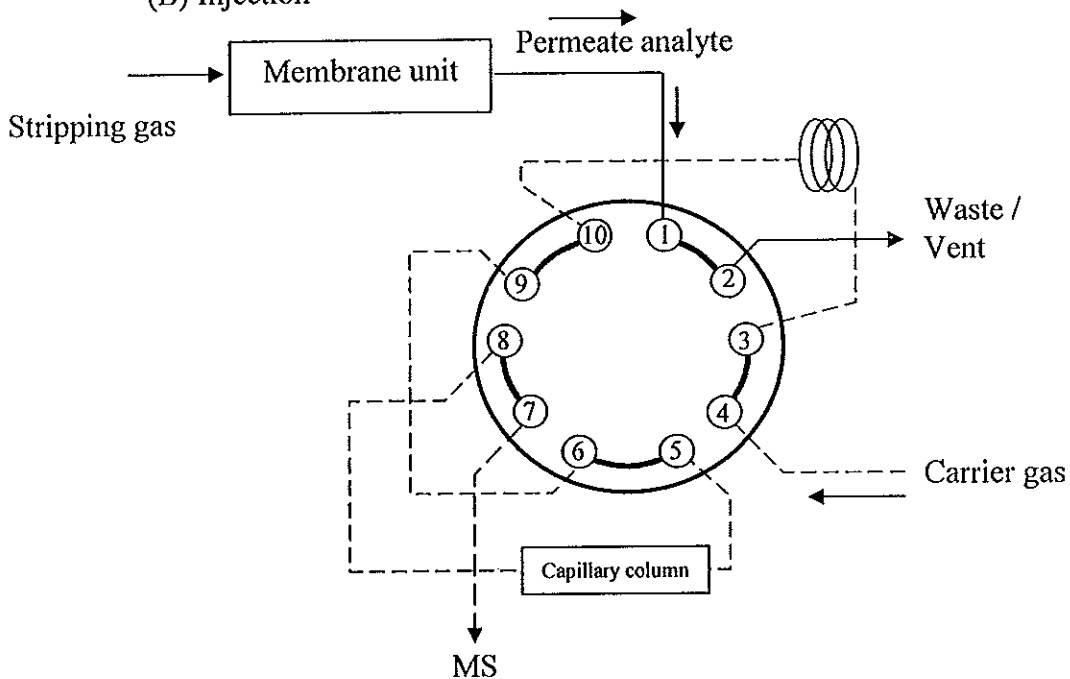 (B) Injection
Permeate analyte
Membrane unit
Stripping gas
Waste /
Vent
10
1
9
2
8
3
7
4
6
5
Carrier gas
Capillary column
MS